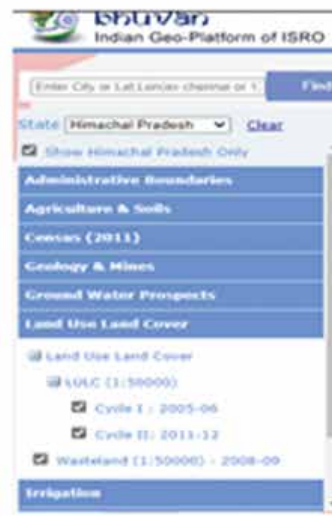 bhuvan
Indian Geo-Platform of ISRO
Enter City or Lat,Lon(ex chennai or 1 Find
State Himachal Pradesh Clear
Show Himachal Pradesh Only
Administrative Boundaries
Agriculture & Soils
Census (2011)
Geology & Mines
Ground Water Prospects
Land Use Land Cover
Land Use Land Cover
LULC (1:50000)
Cycle I : 2005-06
Cycle II: 2011-12
Wasteland (1:50000) - 2008-09
Irrigation